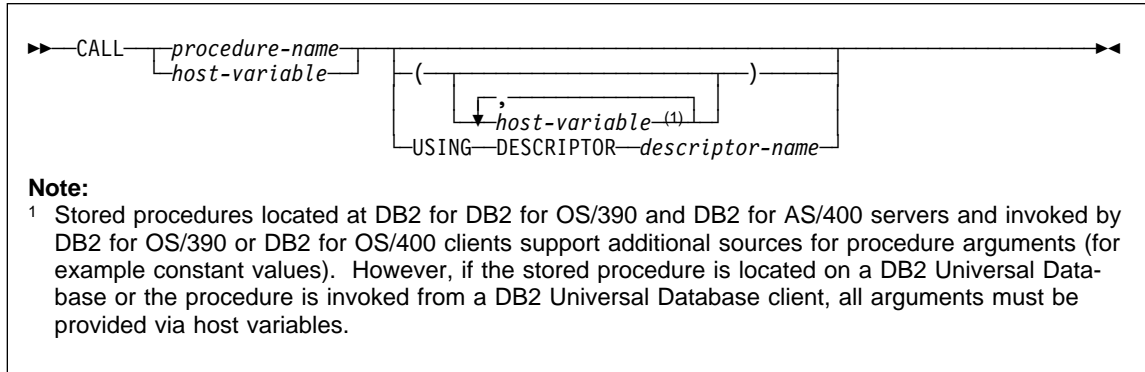 CALL procedure-name
host-variable
( )
,
host-variable (1)
USING DESCRIPTOR descriptor-name
Note:
1 Stored procedures located at DB2 for DB2 for OS/390 and DB2 for AS/400 servers and invoked by
DB2 for OS/390 or DB2 for OS/400 clients support additional sources for procedure arguments (for
example constant values). However, if the stored procedure is located on a DB2 Universal Data-
base or the procedure is invoked from a DB2 Universal Database client, all arguments must be
provided via host variables.